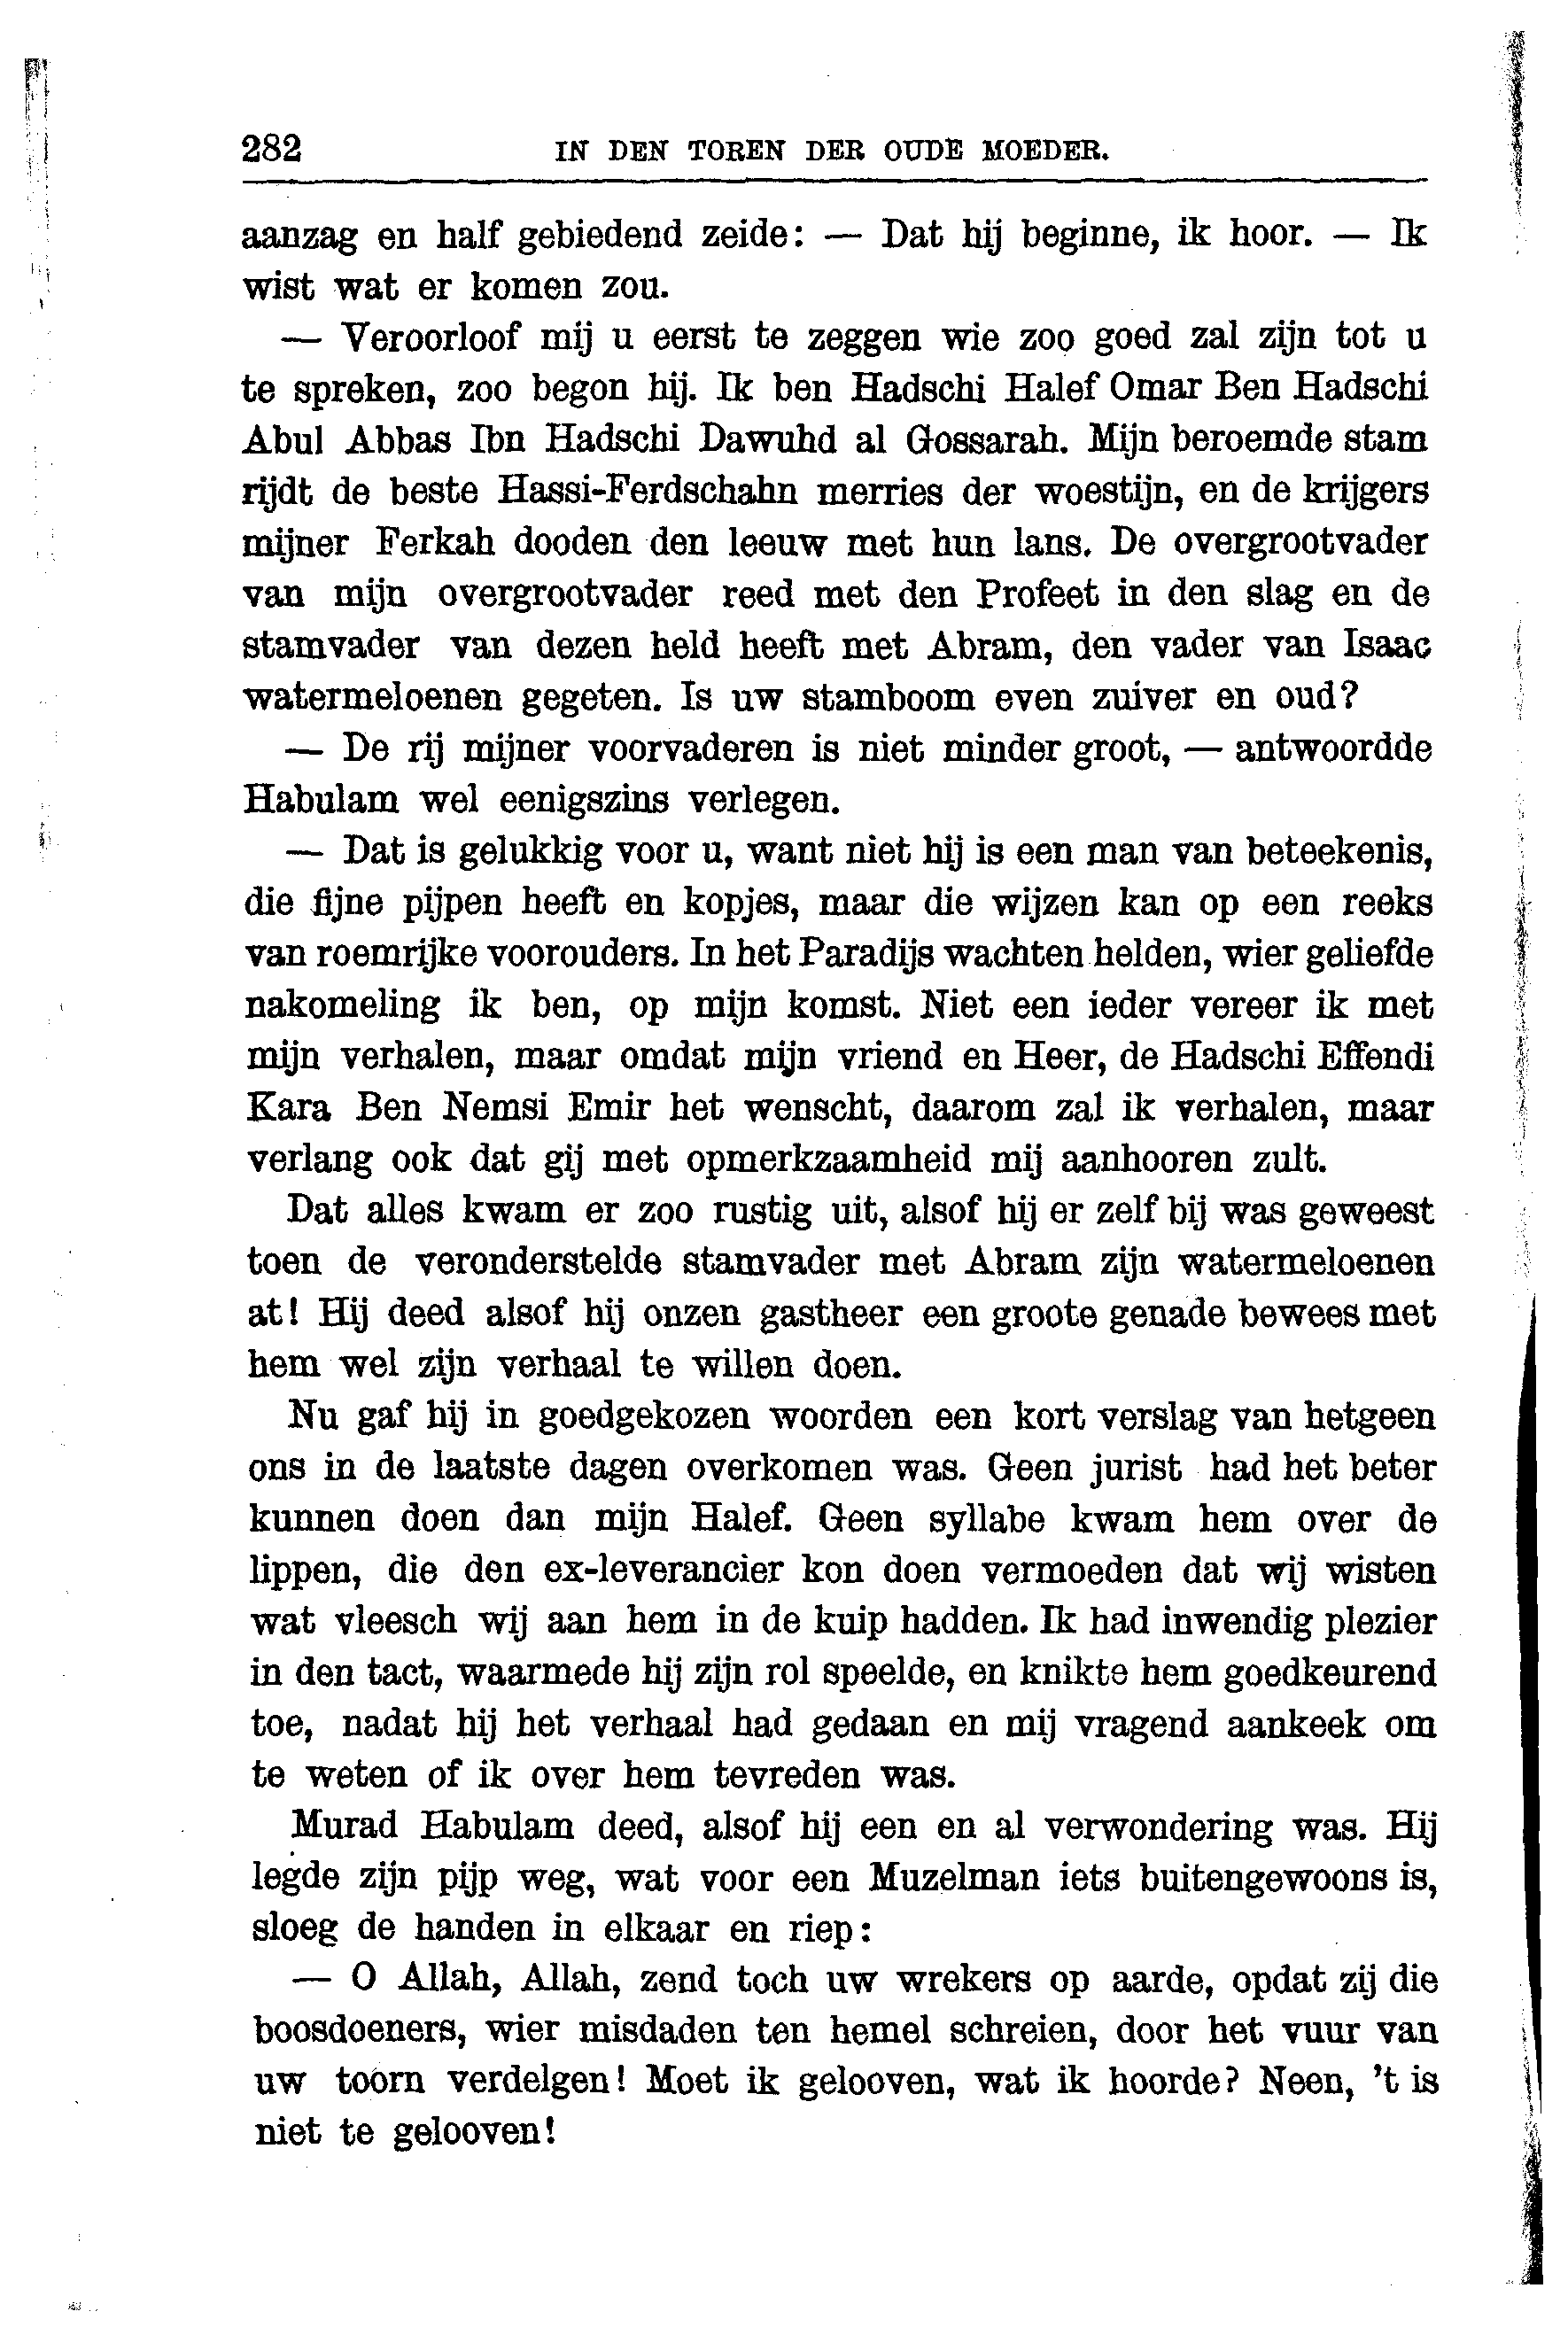 282 IN DEN TOREN DER OUDE MOEDER.
aanzag en half gebiedend zeide: — Dat hij beginne, ik hoor. — Ik
wist wat er komen zou.
— Veroorloof mij u eerst te zeggen wie zoo goed zal zijn tot u
te spreken, zoo begon hij. Ik ben Hadschi Halef Omar Ben Hadschi
Abul Abbas Ibn Hadschi Dawuhd al Gossarah. Mijn beroemde stam
rijdt de beste Hassi-Ferdschahn merries der woestijn, en de krijgers
mijner Ferkah dooden den leeuw met hun lans. De overgrootvader
van mijn overgrootvader reed met den Profeet in den slag en de
stamvader van dezen held heeft met Abram, den vader van Isaac
watermeloenen gegeten. Is uw stamboom even zuiver en oud?
— De rij mijner voorvaderen is niet minder groot, — antwoordde
Habulam wel eenigszins verlegen.
— Dat is gelukkig voor u, want niet hij is een man van beteekenis,
die fijne pijpen heeft en kopjes, maar die wijzen kan op een reeks
van roemrijke voorouders. In het Paradijs wachten helden, wier geliefde
nakomeling ik ben, op mijn komst. Niet een ieder vereer ik met
mijn verhalen, maar omdat mijn vriend en Heer, de Hadschi Effendi
Kara Ben Nemsi Emir het wenscht, daarom zal ik verhalen, maar
verlang ook dat gij met opmerkzaamheid mij aanhooren zult.
Dat alles kwam er zoo rustig uit, alsof hij er zelf bij was geweest
toen de veronderstelde stamvader met Abram zijn watermeloenen
at! Hij deed alsof hij onzen gastheer een groote genade bewees met
hem wel zijn verhaal te willen doen.
Nu gaf hij in goedgekozen woorden een kort verslag van hetgeen
ons in de laatste dagen overkomen was. Geen jurist had het beter
kunnen doen dan mijn Halef. Geen syllabe kwam hem over de
lippen, die den ex-leverancier kon doen vermoeden dat wij wisten
wat vleesch wij aan hem in de kuip hadden. Ik had inwendig plezier
in den tact, waarmede hij zijn rol speelde, en knikte hem goedkeurend
toe, nadat hij het verhaal had gedaan en mij vragend aankeek om
te weten of ik over hem tevreden was.
Murad Habulam deed, alsof hij een en al verwondering was. Hij
legde zijn pijp weg, wat voor een Muzelman iets buitengewoons is,
sloeg de handen in elkaar en riep:
— O Allah, Allah, zend toch uw wrekers op aarde, opdat zij die
boosdoeners, wier misdaden ten hemel schreien, door het vuur van
uw toorn verdelgen! Moet ik gelooven, wat ik hoorde? Neen, 't is
niet te gelooven!